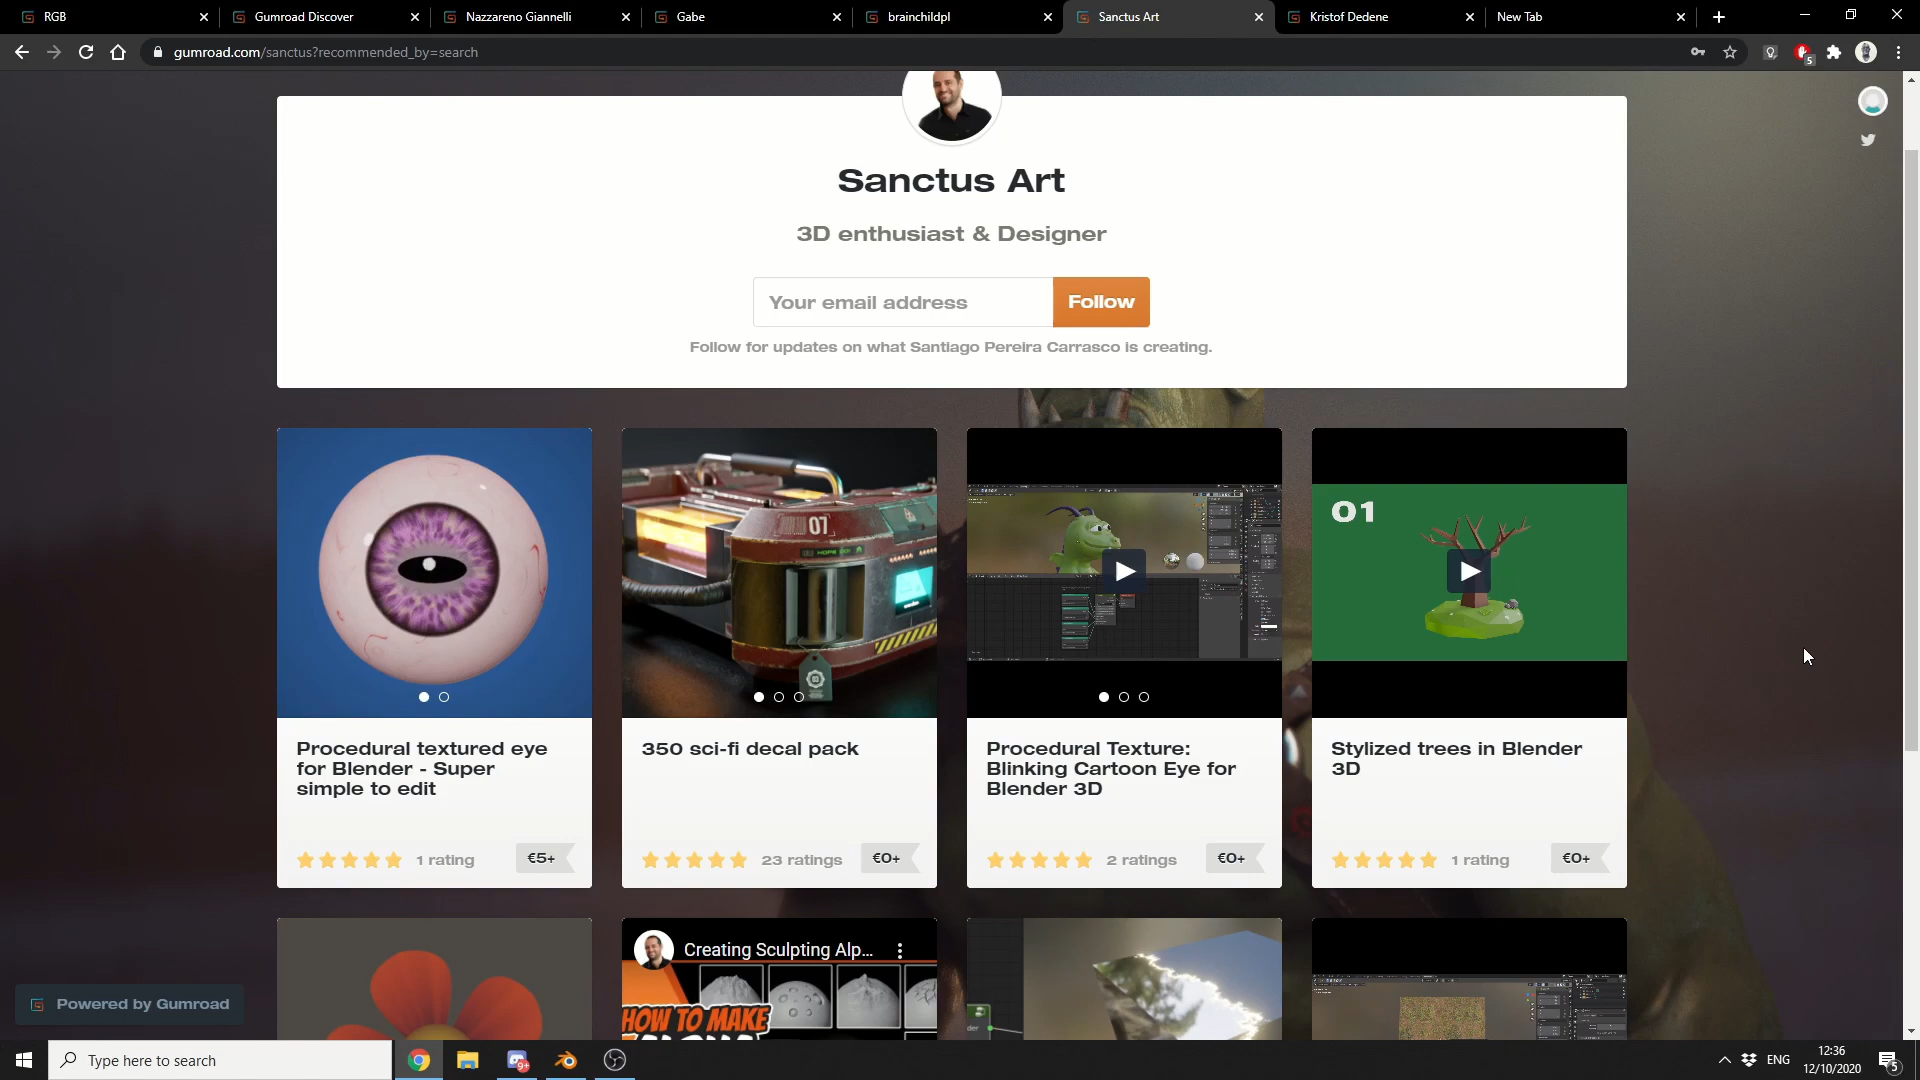 RGB
Gumroad Discover
Nazzareno Giannelli
Gabe
brainchildpl
Sanctus Art
Kristof Dedene
New Tab
gumroad.com/sanctus?recommended_by=search
5
Sanctus Art
3D enthusiast & Designer
Your email address
Follow
Follow for updates on what Santiago Pereira Carrasco is creating.
07
01
Procedural textured eye
for Blender - Super
simple to edit
1 rating
€5+
350 sci-fi decal pack
23 ratings
€0+
Procedural Texture:
Blinking Cartoon Eye for
Blender 3D
2 ratings
€0+
Stylized trees in Blender
3D
1 rating
€0+
Creating Sculpting Alp...
HOW TO MAKE
Powered by Gumroad
Type here to search
9+
ENG
12:36
12/10/2020
5